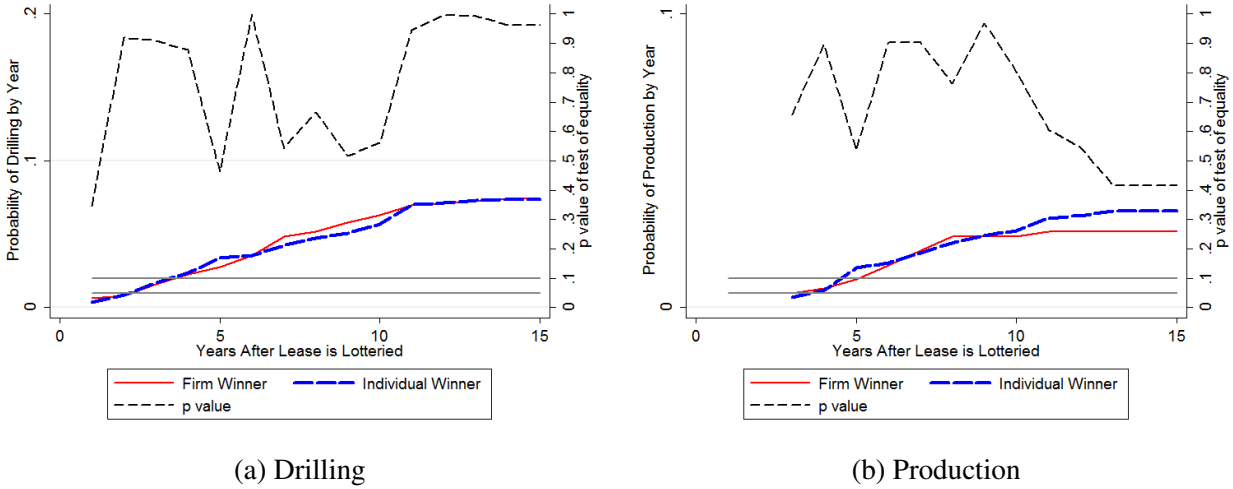 Probability of Drilling by Year
.2
.1
0
1
.9
.8
.7
.6
.5
.4
.3
.2
.1
0
p value of test of equality
0
5
10
15
Years After Lease is Lotteried
Firm Winner
Individual Winner
p value
(a) Drilling
Probability of Production by Year
.1
0
1
.9
.8
.7
.6
.5
.4
.3
.2
.1
0
p value of test of equality
0
5
10
15
Years After Lease is Lotteried
Firm Winner
Individual Winner
p value
(b) Production